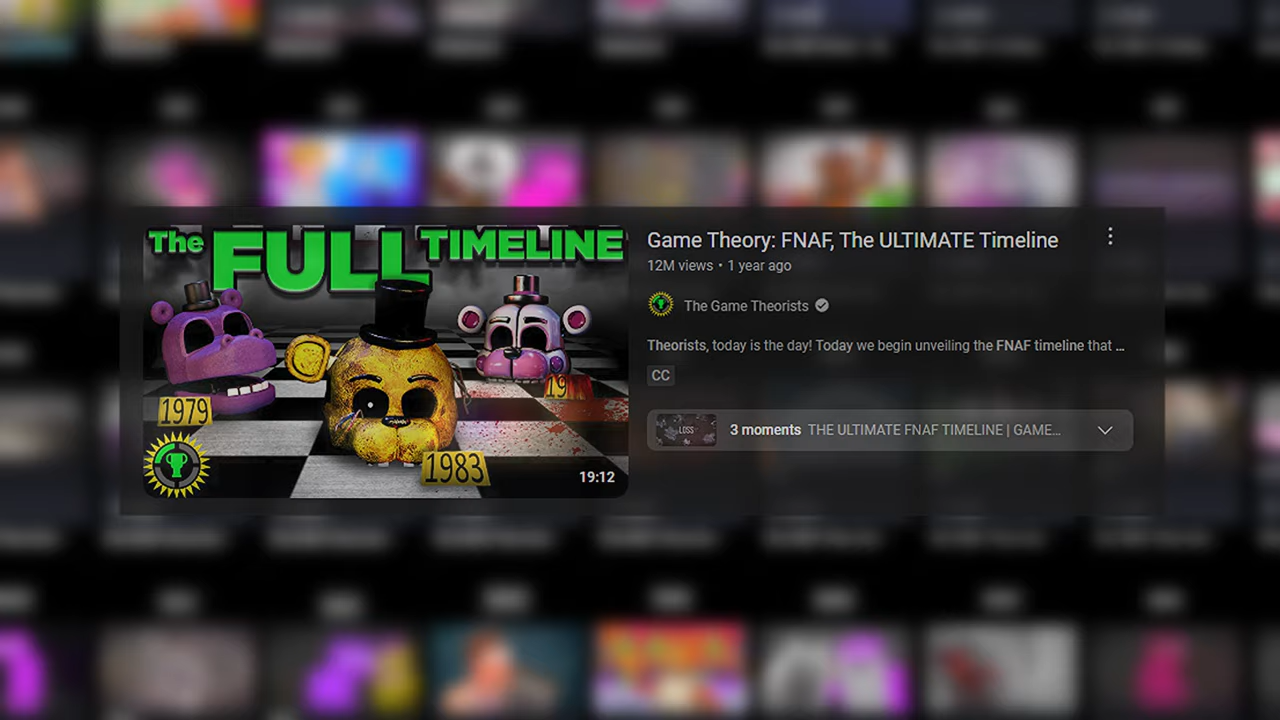 The FULL TIMELINE
1979
1983
19
19:12
Game Theory: FNAF, The ULTIMATE Timeline
12M views • 1 year ago
The Game Theorists
Theorists, today is the day! Today we begin unveiling the FNAF timeline that ...
CC
LOSS
3 moments THE ULTIMATE FNAF TIMELINE | GAME...